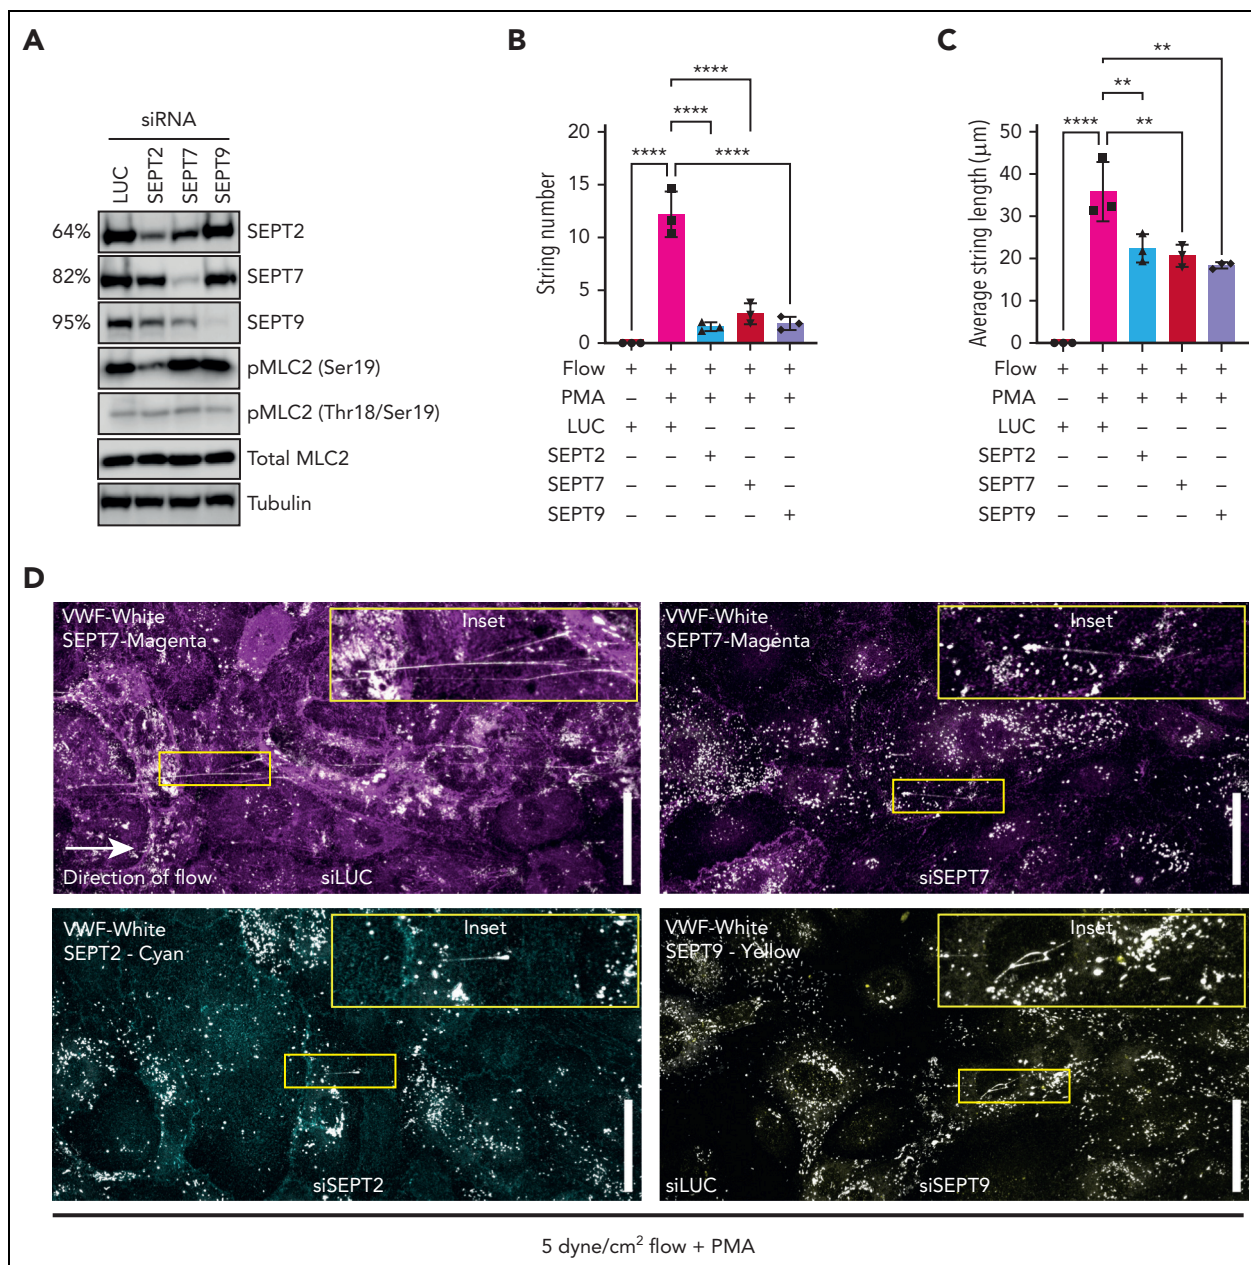 A
siRNA
LUC
SEPT2
SEPT7
SEPT9
64% SEPT2
82% SEPT7
95% SEPT9
pMLC2 (Ser19)
pMLC2 (Thr18/Ser19)
Total MLC2
Tubulin
B
****
****
**** ****
String number
20
15
10
5
0
Flow + + + + +
PMA – + + + +
LUC + + – – –
SEPT2 – – + – –
SEPT7 – – – + –
SEPT9 – – – – +
C
**
**
**** **
Average string length (μm)
50
40
30
20
10
0
Flow + + + + +
PMA – + + + +
LUC + + – – –
SEPT2 – – + – –
SEPT7 – – – + –
SEPT9 – – – – +
D
VWF-White
SEPT7-Magenta
Inset
Direction of flow
siLUC
VWF-White
SEPT7-Magenta
Inset
siSEPT7
VWF-White
SEPT2 - Cyan
Inset
siSEPT2
VWF-White
SEPT9 - Yellow
Inset
siLUC
siSEPT9
5 dyne/cm² flow + PMA